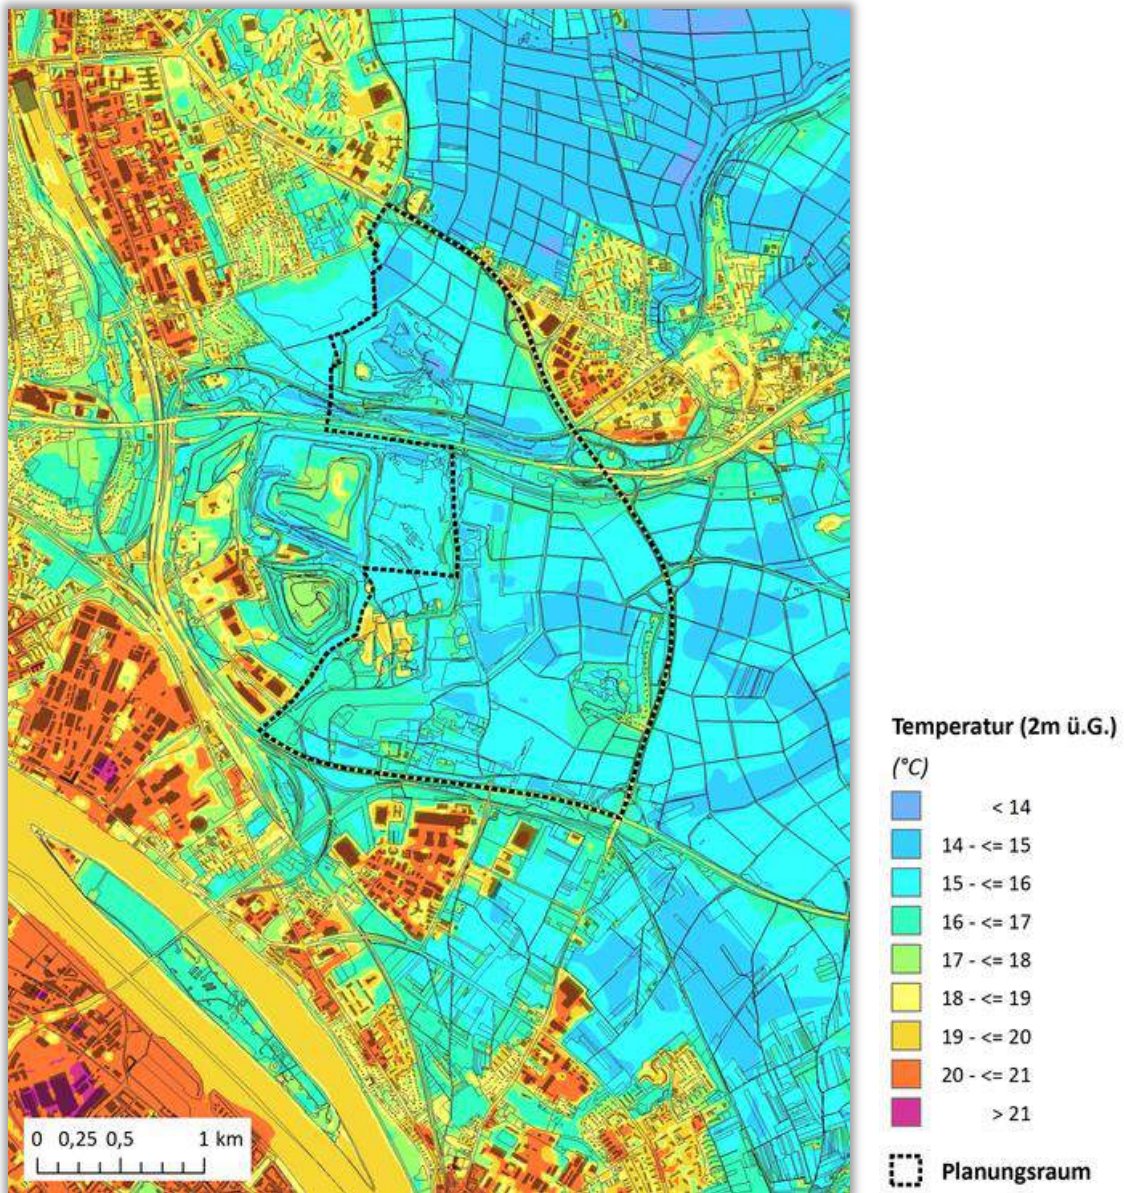 Temperatur (2m ü.G.)
(°C)
< 14
14 - <= 15
15 - <= 16
16 - <= 17
17 - <= 18
18 - <= 19
19 - <= 20
20 - <= 21
> 21
Planungsraum
0 0,25 0,5 1 km